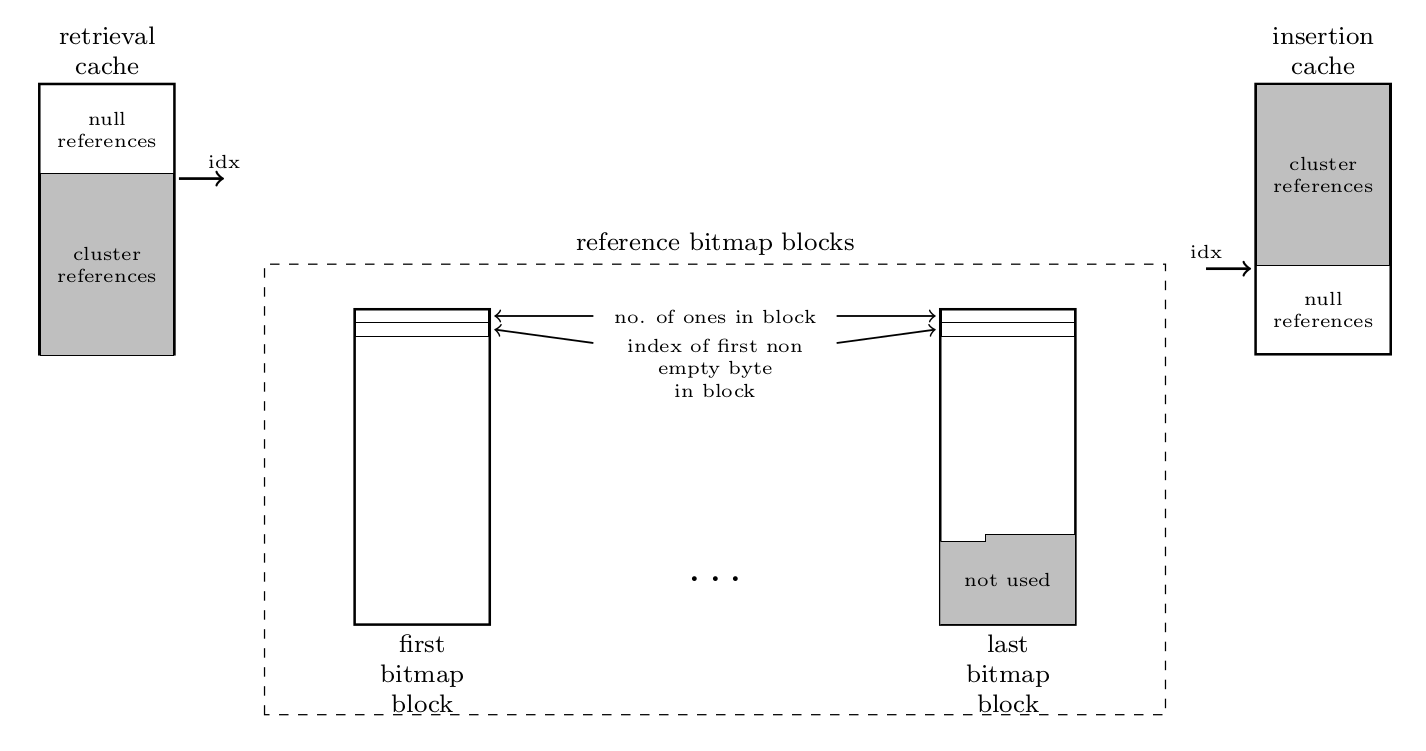 retrieval
cache
null
references
idx
cluster
references
insertion
cache
cluster
references
idx
null
references
reference bitmap blocks
no. of ones in block
index of first non
empty byte
in block
. . .
not used
first
bitmap
block
last
bitmap
block